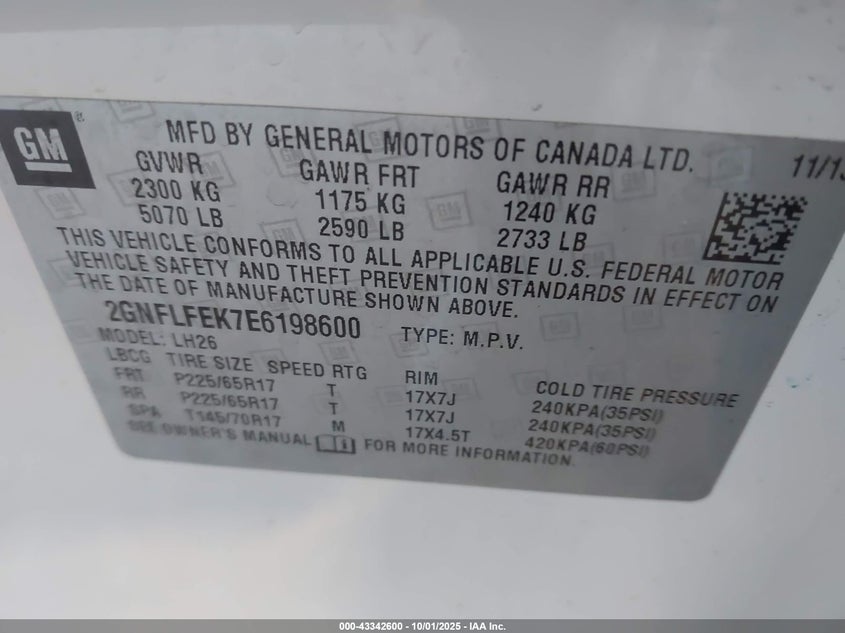 GM
MFD BY GENERAL MOTORS OF CANADA LTD. 11/13
GVWR GAWR FRT GAWR RR
2300 KG 1175 KG 1240 KG
5070 LB 2590 LB 2733 LB
THIS VEHICLE CONFORMS TO ALL APPLICABLE U.S. FEDERAL MOTOR
VEHICLE SAFETY AND THEFT PREVENTION STANDARDS IN EFFECT ON
THE DATE OF MANUFACTURE SHOWN ABOVE.
2GNFLFEK7E6198600 TYPE: M.P.V.
MODEL: LH26
LBCG TIRE SIZE SPEED RTG RIM COLD TIRE PRESSURE
FRT P225/65R17 T 17X7J 240KPA(35PSI)
RR P225/65R17 T 17X7J 240KPA(35PSI)
SPA T145/70R17 M 17X4.5T 420KPA(60PSI)
SEE OWNER'S MANUAL FOR MORE INFORMATION.
000-43342600 - 10/01/2025 - IAA Inc.